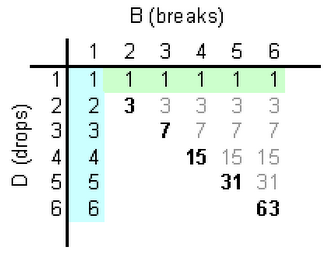 B (breaks)
1 2 3 4 5 6
D (drops)
1 1 1 1 1 1 1
2 2 3 3 3 3 3
3 3 7 7 7 7
4 4 15 15 15
5 5 31 31
6 6 63